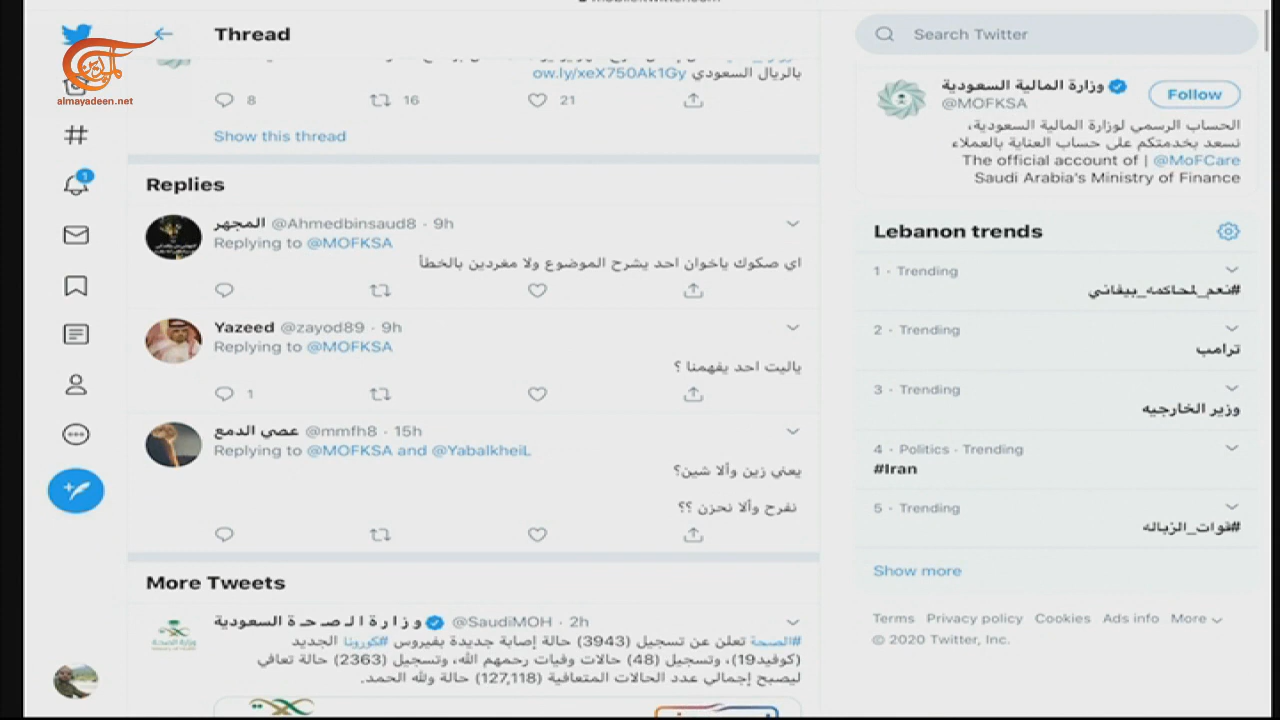 الميادين
almayadeen.net
Thread
بالريال السعودي ow.ly/xeX750Ak1Gy
8 16 21
Show this thread
Replies
المجهر @Ahmedbinsaud8 · 9h
Replying to @MOFKSA
اي صكوك ياخوان احد يشرح الموضوع ولا مغردين بالخطأ
Yazeed @zayod89 · 9h
Replying to @MOFKSA
ياليت احد يفهمنا ؟
1
عصي الدمع @mmfh8 · 15h
Replying to @MOFKSA and @YabalkheiL
يعني زين وألا شين؟
نفرح وألا نحزن ؟؟
More Tweets
وزارة الـصـحـة السعودية @SaudiMOH · 2h
#الصحة تعلن عن تسجيل (3943) حالة إصابة جديدة بفيروس #كورونا الجديد
(كوفيد19)، وتسجيل (48) حالات وفيات رحمهم الله، وتسجيل (2363) حالة تعافي
ليصبح إجمالي عدد الحالات المتعافية (127,118) حالة ولله الحمد.
1
Search Twitter
وزارة المالية السعودية
@MOFKSA
Follow
الحساب الرسمي لوزارة المالية السعودية،
نسعد بخدمتكم على حساب العناية بالعملاء
The official account of | @MoFCare
Saudi Arabia's Ministry of Finance
Lebanon trends
1 · Trending
#نعم_لمحاكمه_بيفاني
2 · Trending
ترامب
3 · Trending
وزير الخارجيه
4 · Politics · Trending
#Iran
5 · Trending
#قوات_الزباله
Show more
Terms Privacy policy Cookies Ads info More
© 2020 Twitter, Inc.